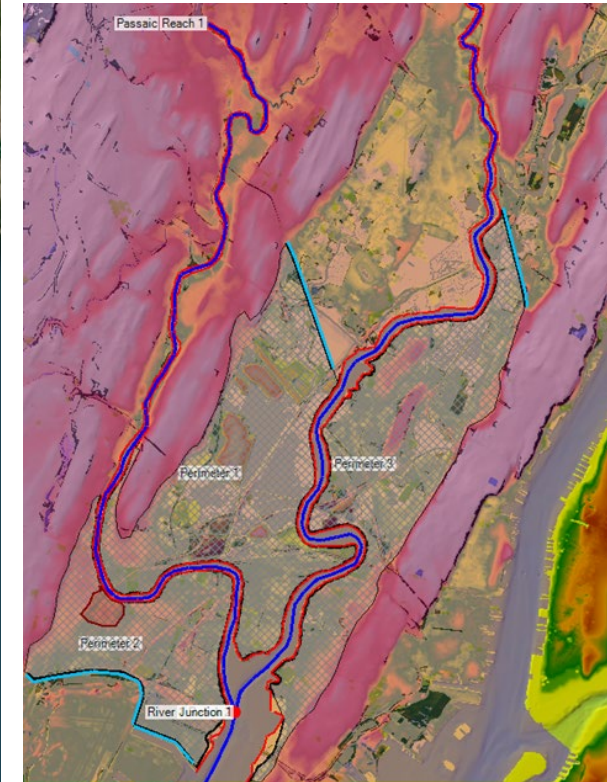 Passaic Reach 1
Perimeter 1
Perimeter 3
Perimeter 2
River Junction 1